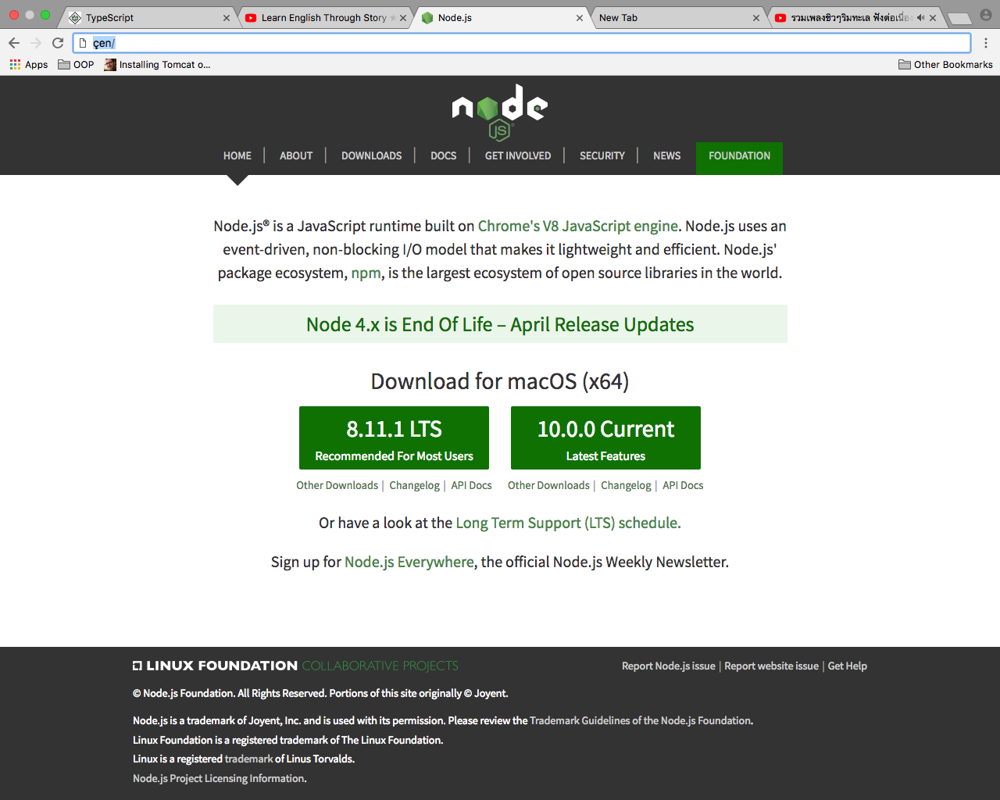 TypeScript
Learn English Through Story
Node.js
New Tab
รวมเพลงชิวๆริมทะเล ฟังต่อเนื่อง
çen/
Apps
OOP
Installing Tomcat o...
Other Bookmarks
node
JS
HOME
ABOUT
DOWNLOADS
DOCS
GET INVOLVED
SECURITY
NEWS
FOUNDATION
Node.js® is a JavaScript runtime built on Chrome's V8 JavaScript engine. Node.js uses an
event-driven, non-blocking I/O model that makes it lightweight and efficient. Node.js'
package ecosystem, npm, is the largest ecosystem of open source libraries in the world.
Node 4.x is End Of Life – April Release Updates
Download for macOS (x64)
8.11.1 LTS
Recommended For Most Users
10.0.0 Current
Latest Features
Other Downloads | Changelog | API Docs
Other Downloads | Changelog | API Docs
Or have a look at the Long Term Support (LTS) schedule.
Sign up for Node.js Everywhere, the official Node.js Weekly Newsletter.
LINUX FOUNDATION COLLABORATIVE PROJECTS
Report Node.js issue | Report website issue | Get Help
© Node.js Foundation. All Rights Reserved. Portions of this site originally © Joyent.
Node.js is a trademark of Joyent, Inc. and is used with its permission. Please review the Trademark Guidelines of the Node.js Foundation.
Linux Foundation is a registered trademark of The Linux Foundation.
Linux is a registered trademark of Linus Torvalds.
Node.js Project Licensing Information.